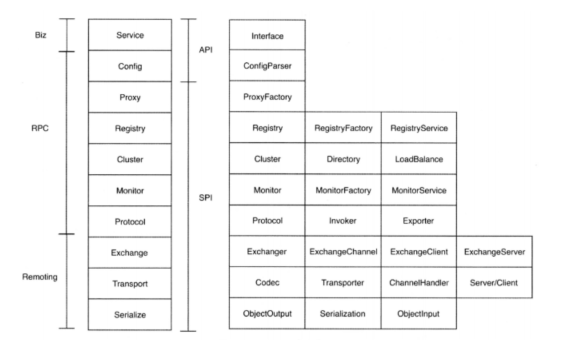 Biz Service API Interface
Config ConfigParser
Proxy ProxyFactory
RPC Registry Registry RegistryFactory RegistryService
Cluster Cluster Directory LoadBalance
Monitor SPI Monitor MonitorFactory MonitorService
Protocol Protocol Invoker Exporter
Exchange Exchanger ExchangeChannel ExchangeClient ExchangeServer
Remoting Transport Codec Transporter ChannelHandler Server/Client
Serialize ObjectOutput Serialization ObjectInput